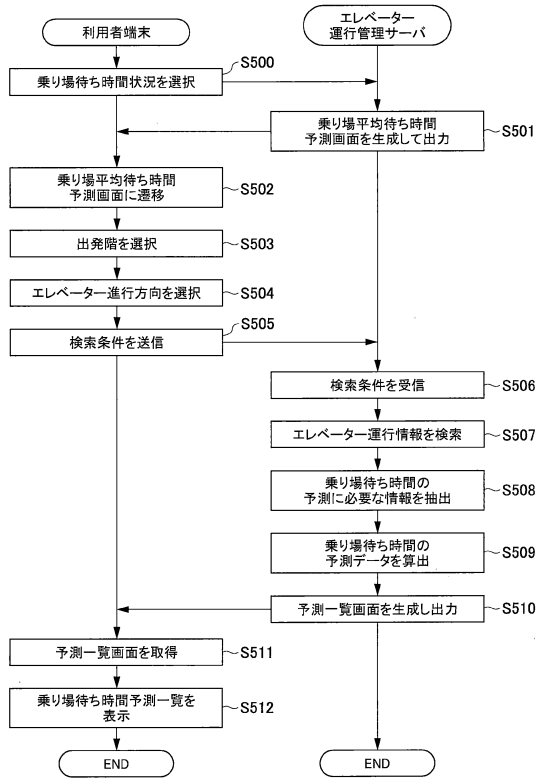 利用者端末
エレベーター
運行管理サーバ
乗り場待ち時間状況を選択
S500
乗り場平均待ち時間
予測画面を生成して出力
S501
乗り場平均待ち時間
予測画面に遷移
S502
出発階を選択
S503
エレベーター進行方向を選択
S504
検索条件を送信
S505
検索条件を受信
S506
エレベーター運行情報を検索
S507
乗り場待ち時間の
予測に必要な情報を抽出
S508
乗り場待ち時間の
予測データを算出
S509
予測一覧画面を生成し出力
S510
予測一覧画面を取得
S511
乗り場待ち時間予測一覧を
表示
S512
END
END